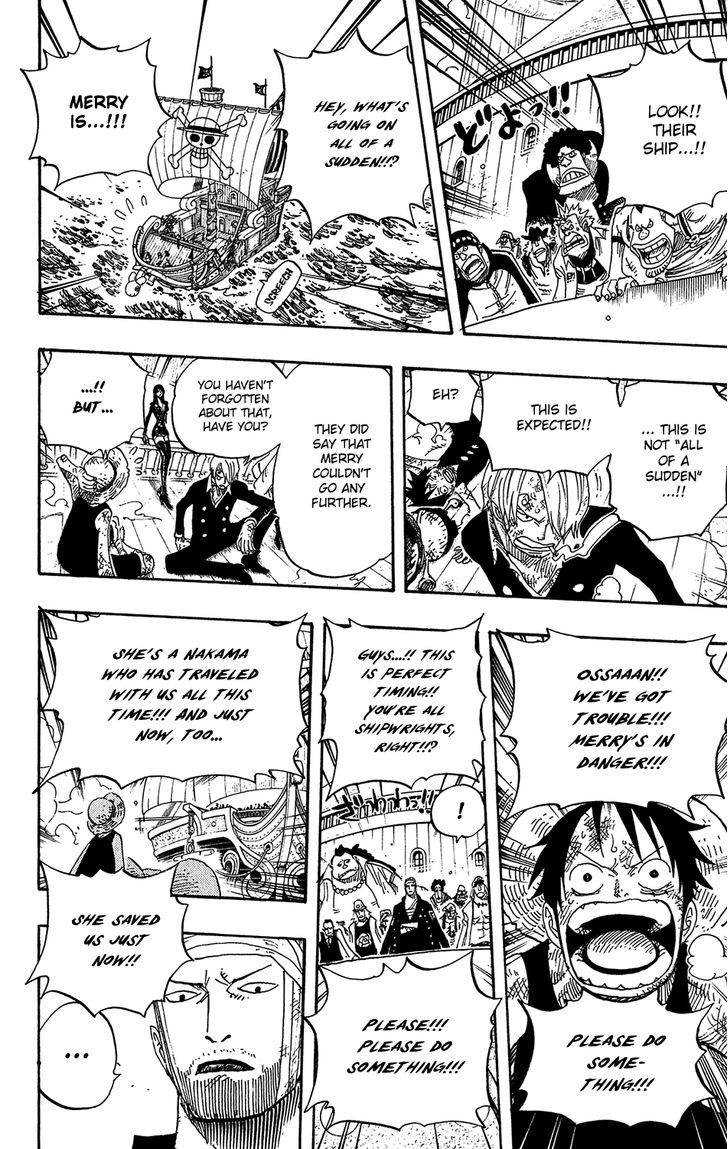 LOOK!!
THEIR
SHIP...!!
どよっ!!
HEY, WHAT'S
GOING ON
ALL OF A
SUDDEN!!?
MERRY
IS...!!!
SCREECH
... THIS IS
NOT "ALL
OF A
SUDDEN"
...!!
THIS IS
EXPECTED!!
EH?
THEY DID
SAY THAT
MERRY
COULDN'T
GO ANY
FURTHER.
YOU HAVEN'T
FORGOTTEN
ABOUT THAT,
HAVE YOU?
...!!
BUT...
OSSAAAN!!
WE'VE GOT
TROUBLE!!!
MERRY'S IN
DANGER!!!
PLEASE DO
SOME-
THING!!!
GUYS...!! THIS
IS PERFECT
TIMING!!
YOU'RE ALL
SHIPWRIGHTS,
RIGHT!!?
!
ざわわっ!!
PLEASE!!!
PLEASE DO
SOMETHING!!!
SHE'S A NAKAMA
WHO HAS TRAVELED
WITH US ALL THIS
TIME!!! AND JUST
NOW, TOO...
SHE SAVED
US JUST
NOW!!
...